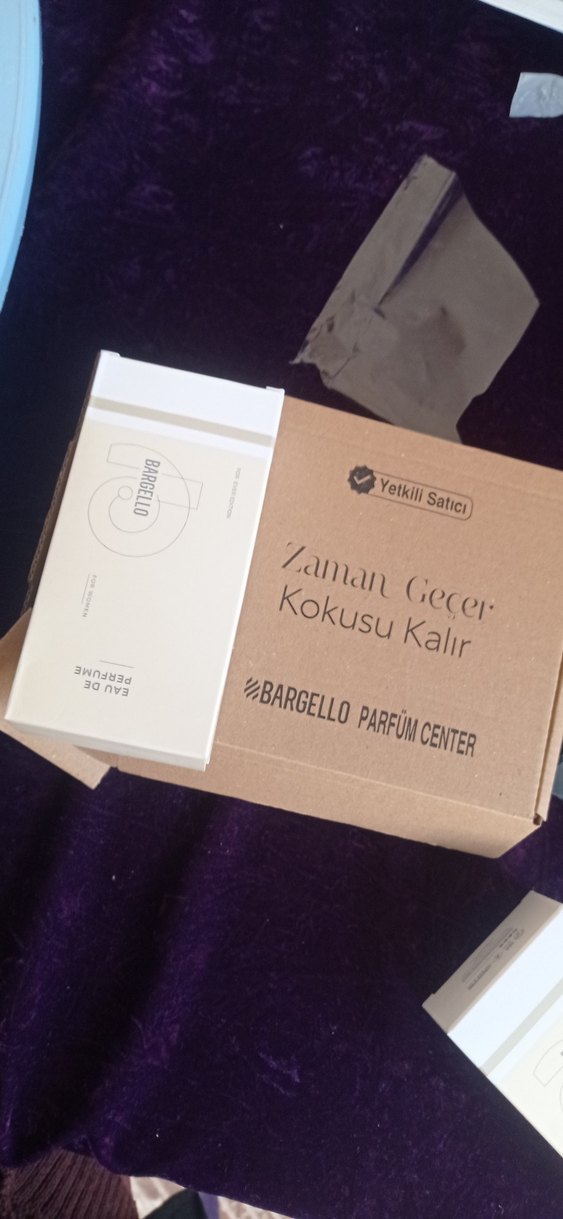 BARGELLO
FOR WOMEN
EAU DE
PERFUME
Yetkili Satıcı
Zaman Geçer
Kokusu Kalır
BARGELLO PARFÜM CENTER